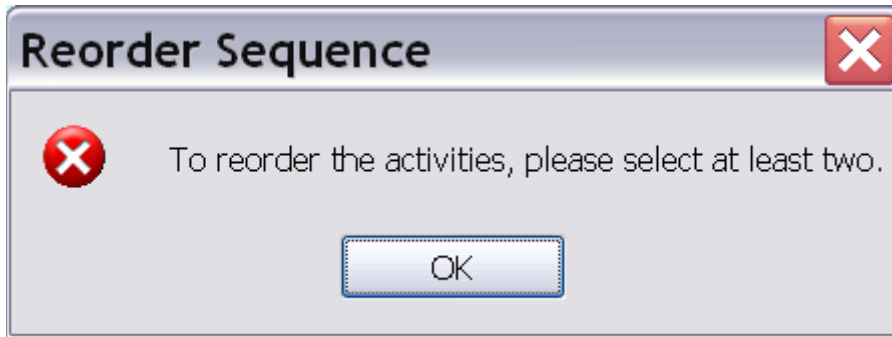 Reorder Sequence
To reorder the activities, please select at least two.
OK